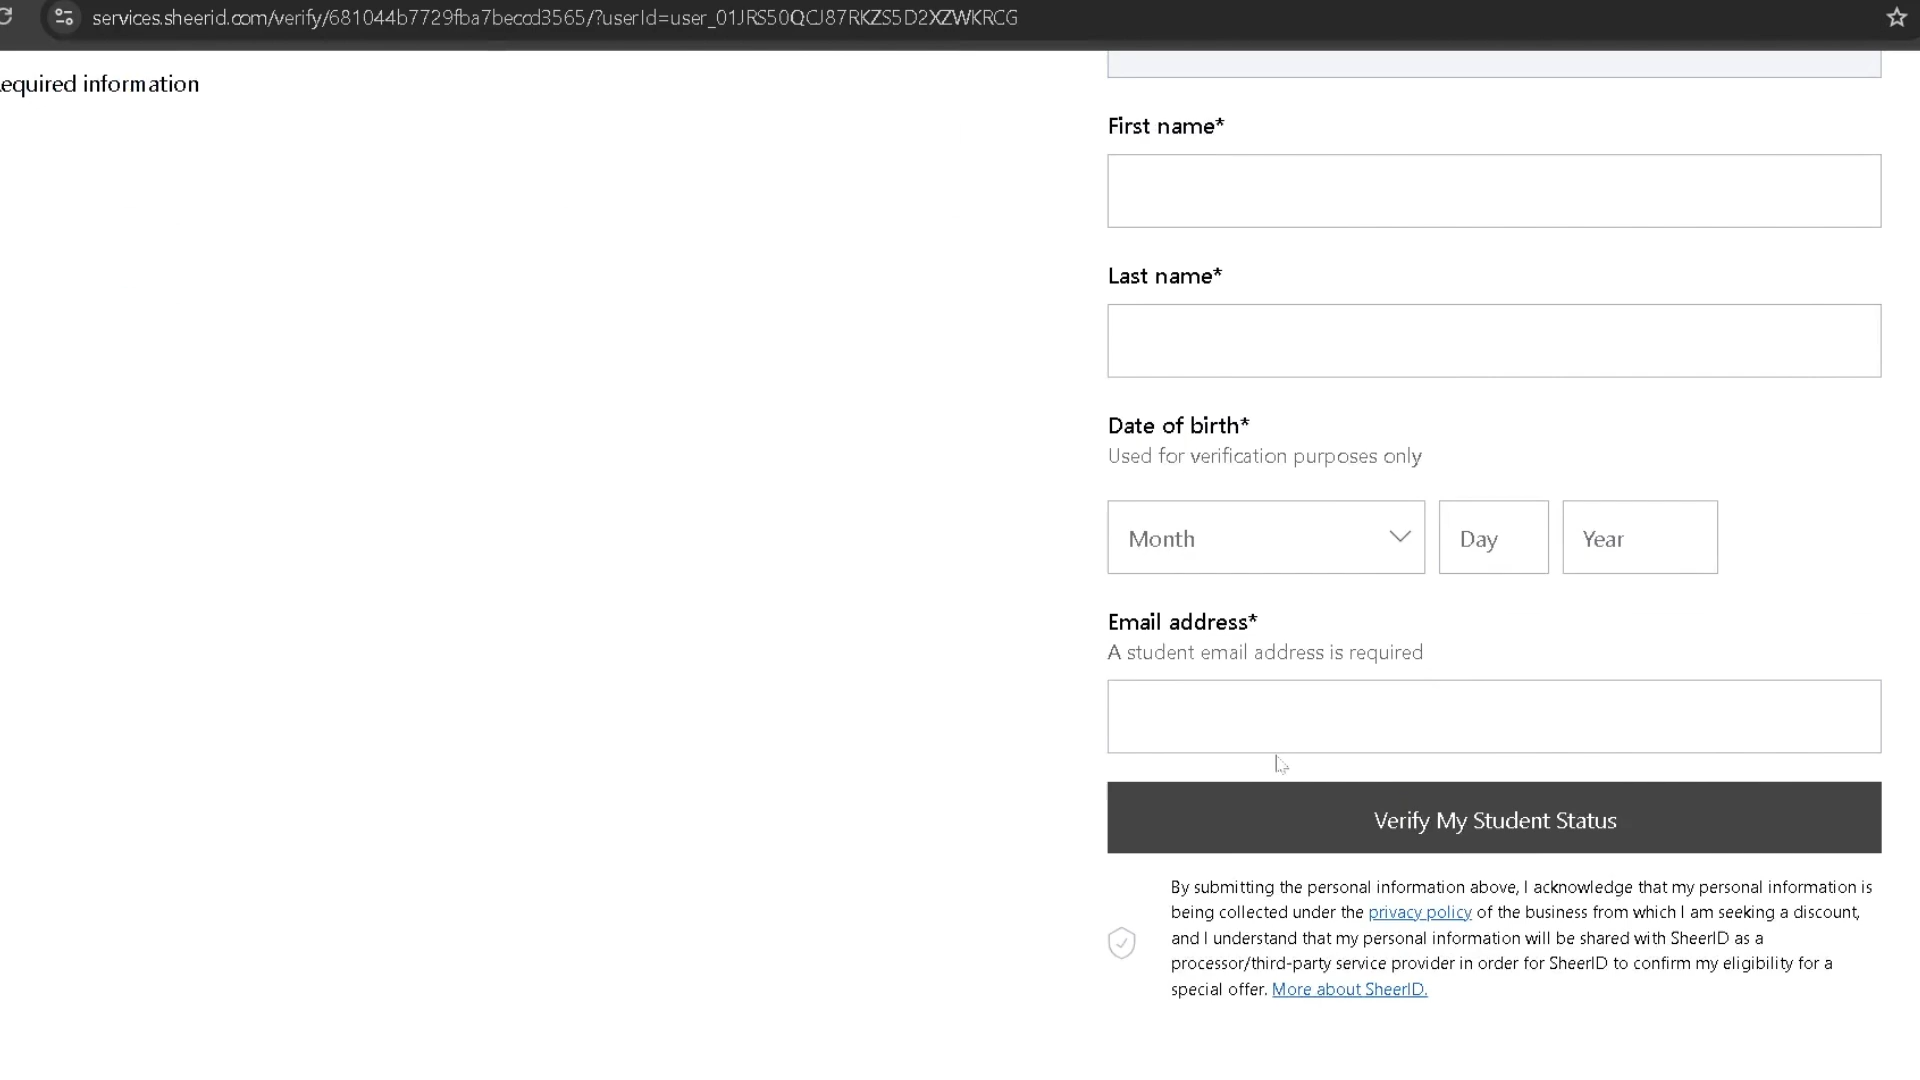 services.sheerid.com/verify/681044b7729fba7beccd3565/?userId=user_01JRS50QCJ87RKZS5D2XZWKRCG
equired information
First name*
Last name*
Date of birth*
Used for verification purposes only
Month
Day
Year
Email address*
A student email address is required
Verify My Student Status
By submitting the personal information above, I acknowledge that my personal information is
being collected under the privacy policy of the business from which I am seeking a discount,
and I understand that my personal information will be shared with SheerID as a
processor/third-party service provider in order for SheerID to confirm my eligibility for a
special offer. More about SheerID.